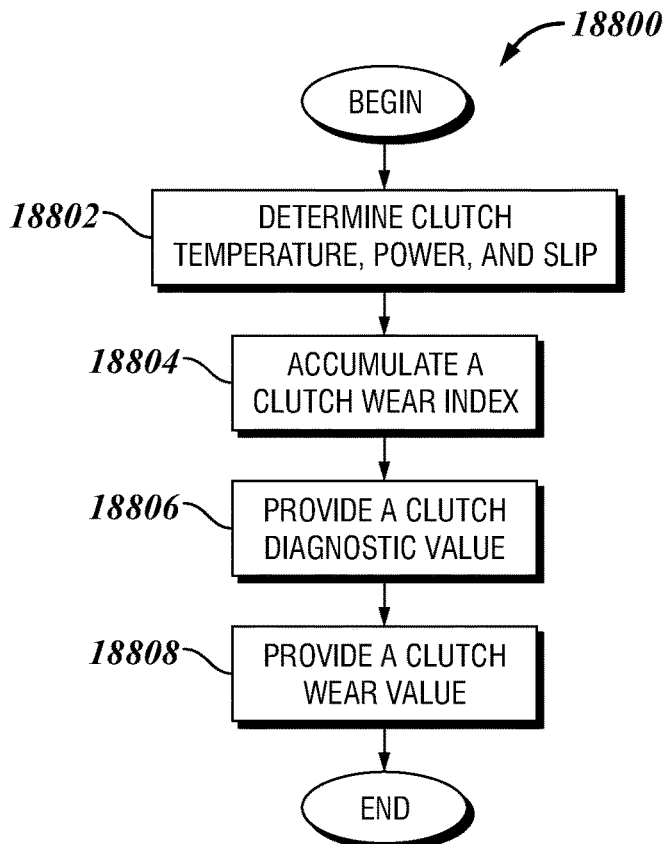 18800
BEGIN
18802
DETERMINE CLUTCH
TEMPERATURE, POWER, AND SLIP
18804
ACCUMULATE A
CLUTCH WEAR INDEX
18806
PROVIDE A CLUTCH
DIAGNOSTIC VALUE
18808
PROVIDE A CLUTCH
WEAR VALUE
END